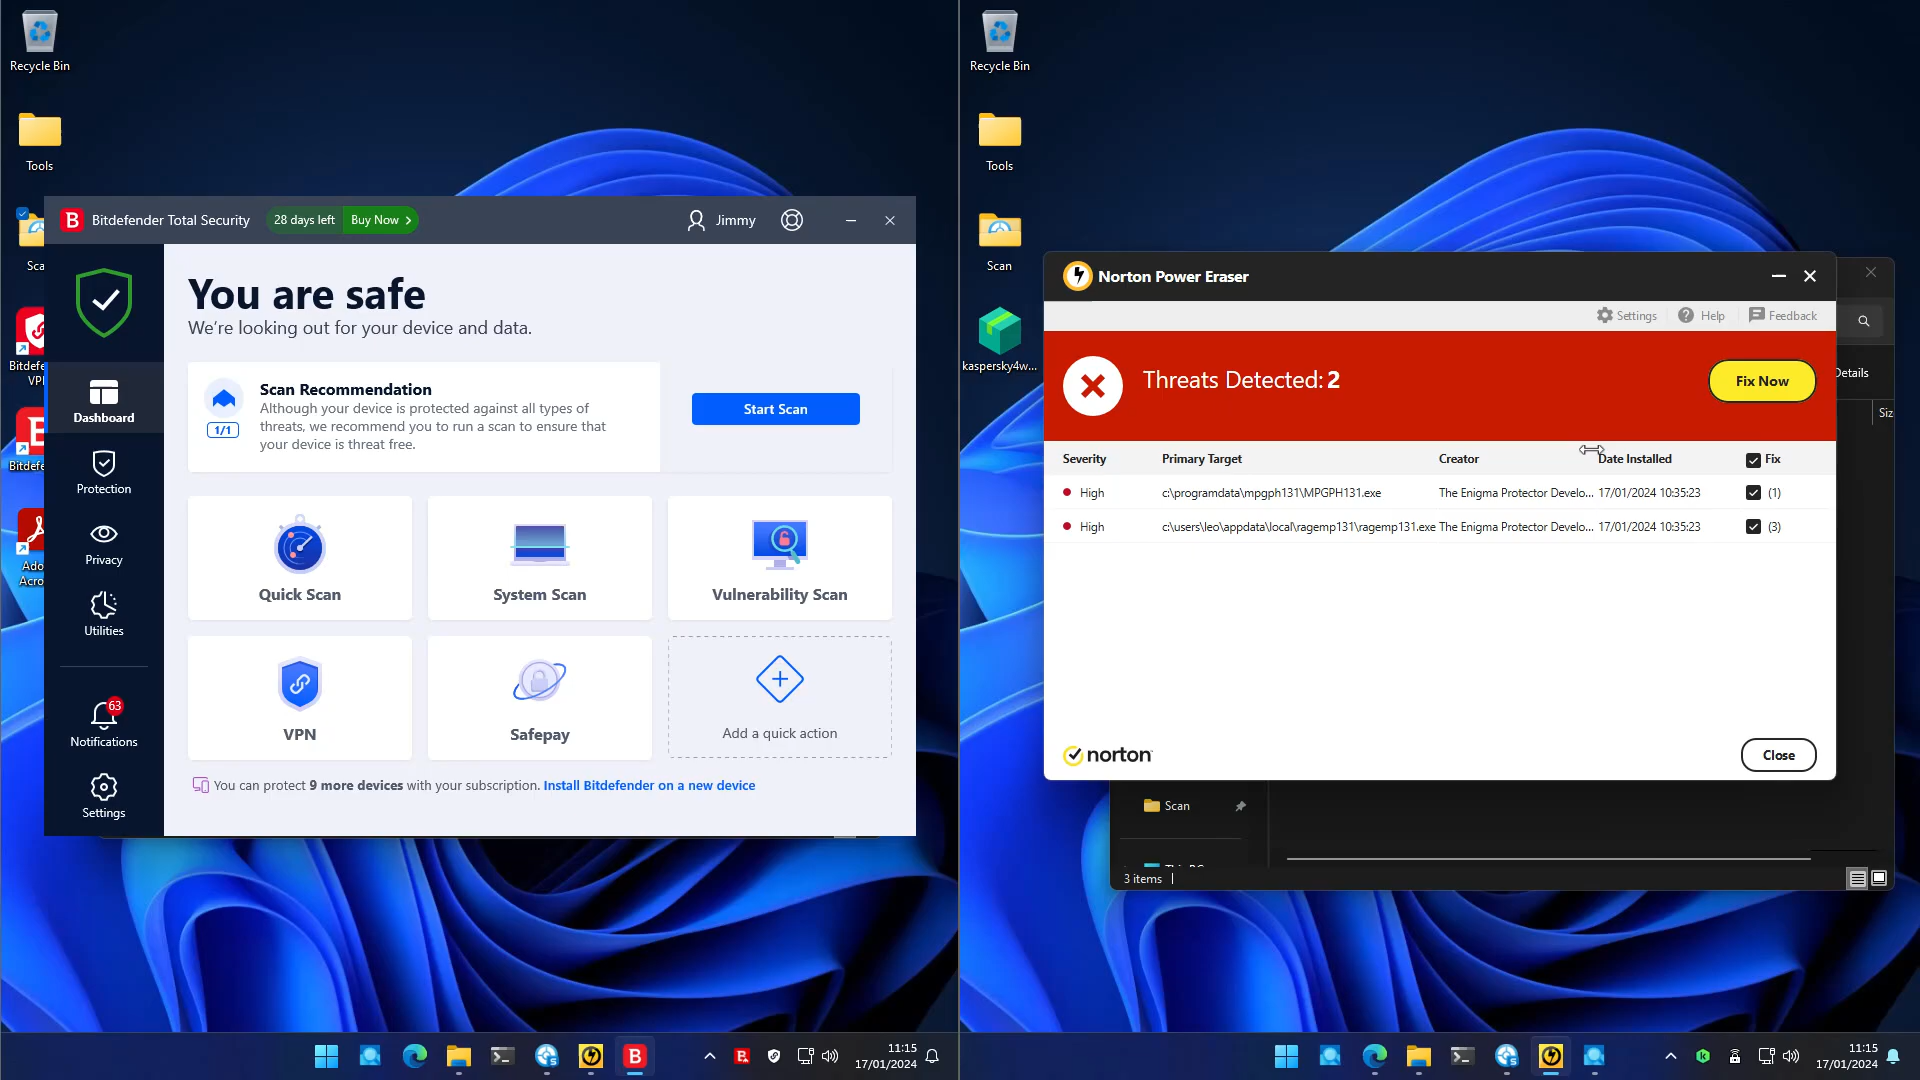 Recycle Bin
Tools
Sca
Bitdefe
VP
Bitdefe
Ado
Acro
Bitdefender Total Security
28 days left
Buy Now
Jimmy
You are safe
We're looking out for your device and data.
Scan Recommendation
Although your device is protected against all types of
threats, we recommend you to run a scan to ensure that
your device is threat free.
1/1
Start Scan
Dashboard
Protection
Privacy
Utilities
63
Notifications
Settings
Quick Scan
System Scan
Vulnerability Scan
VPN
Safepay
Add a quick action
You can protect 9 more devices with your subscription. Install Bitdefender on a new device
11:15
17/01/2024
Recycle Bin
Tools
Scan
kaspersky4w...
Norton Power Eraser
Settings
Help
Feedback
Threats Detected: 2
Fix Now
Details
Siz
Severity Primary Target Creator Date Installed Fix
High c:\programdata\mpgph131\MPGPH131.exe The Enigma Protector Develo... 17/01/2024 10:35:23 (1)
High c:\users\leo\appdata\local\ragemp131\ragemp131.exe The Enigma Protector Develo... 17/01/2024 10:35:23 (3)
norton
Close
Scan
3 items
11:15
17/01/2024